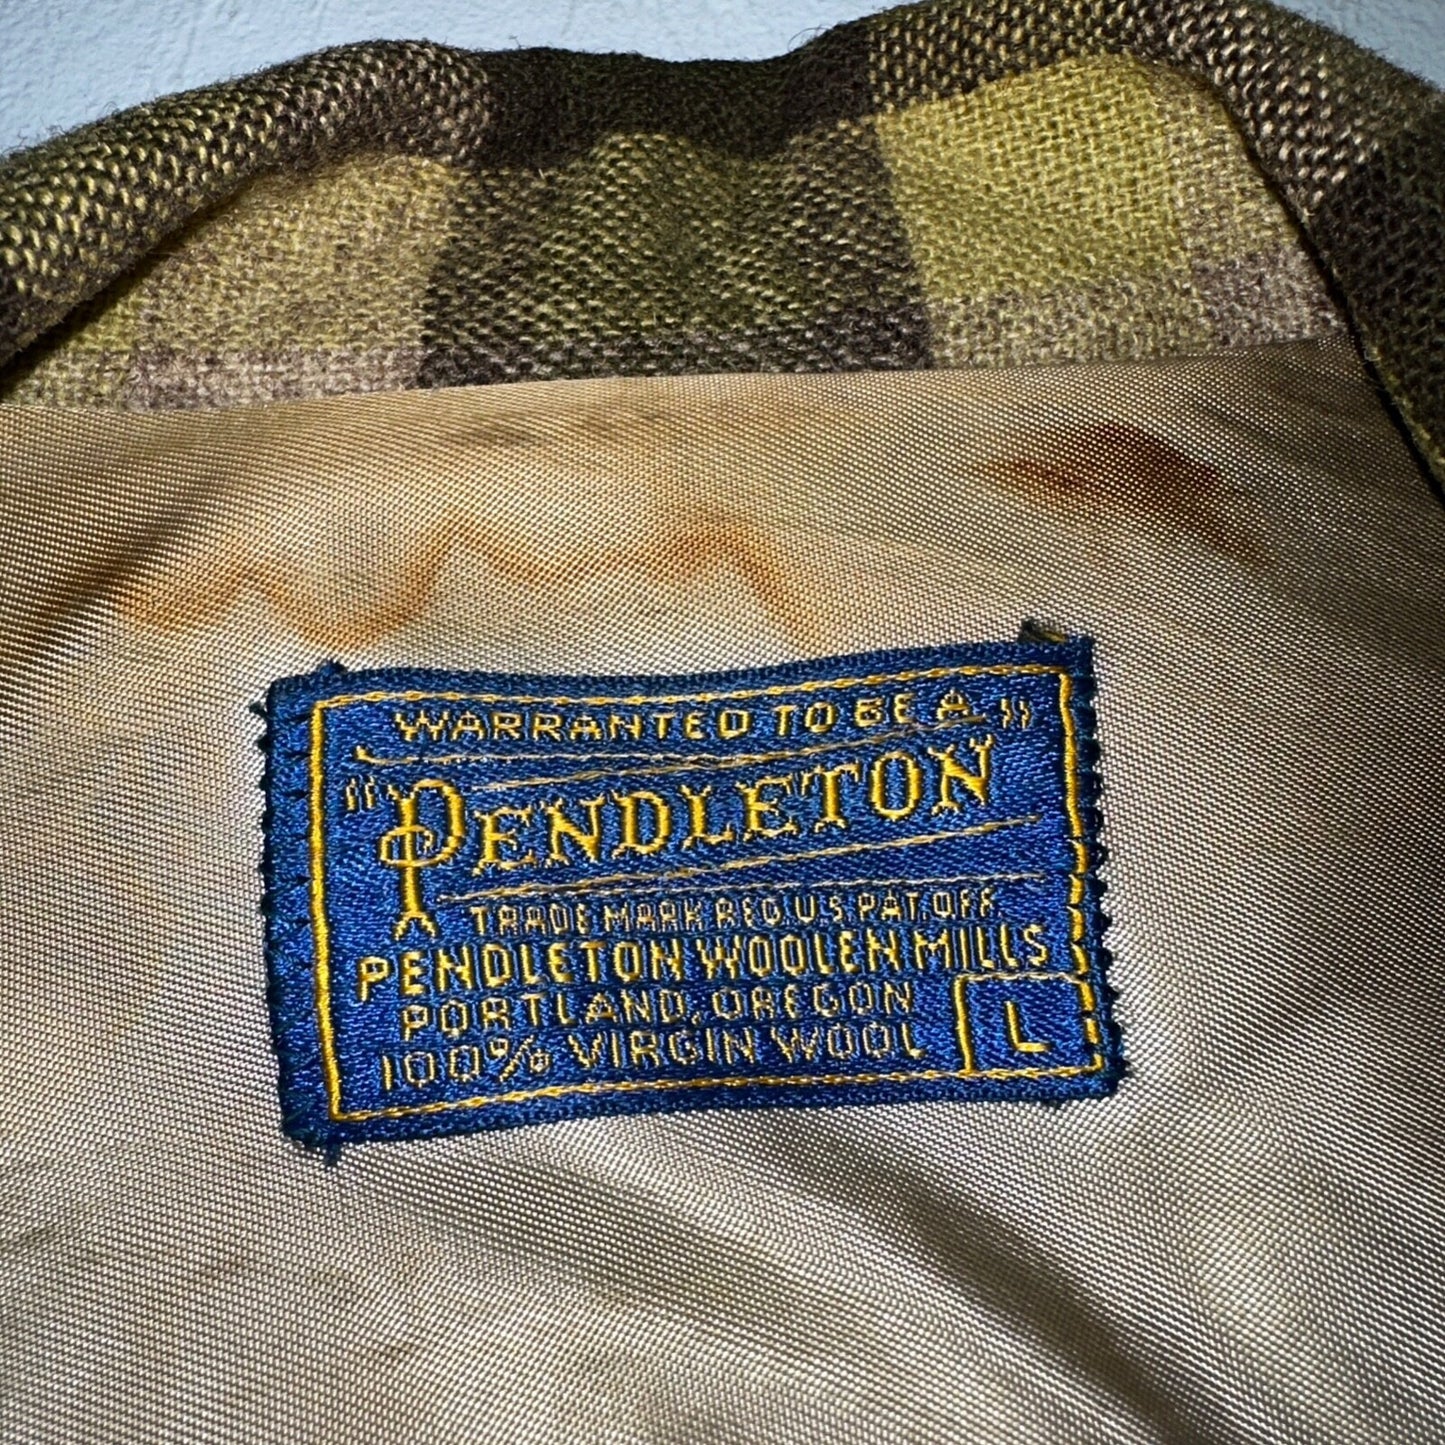 WARRANTED TO BE A
"PENDLETON"
TRADE MARK REG. U.S. PAT. OFF.
PENDLETON WOOLEN MILLS
PORTLAND, OREGON
100% VIRGIN WOOL
L